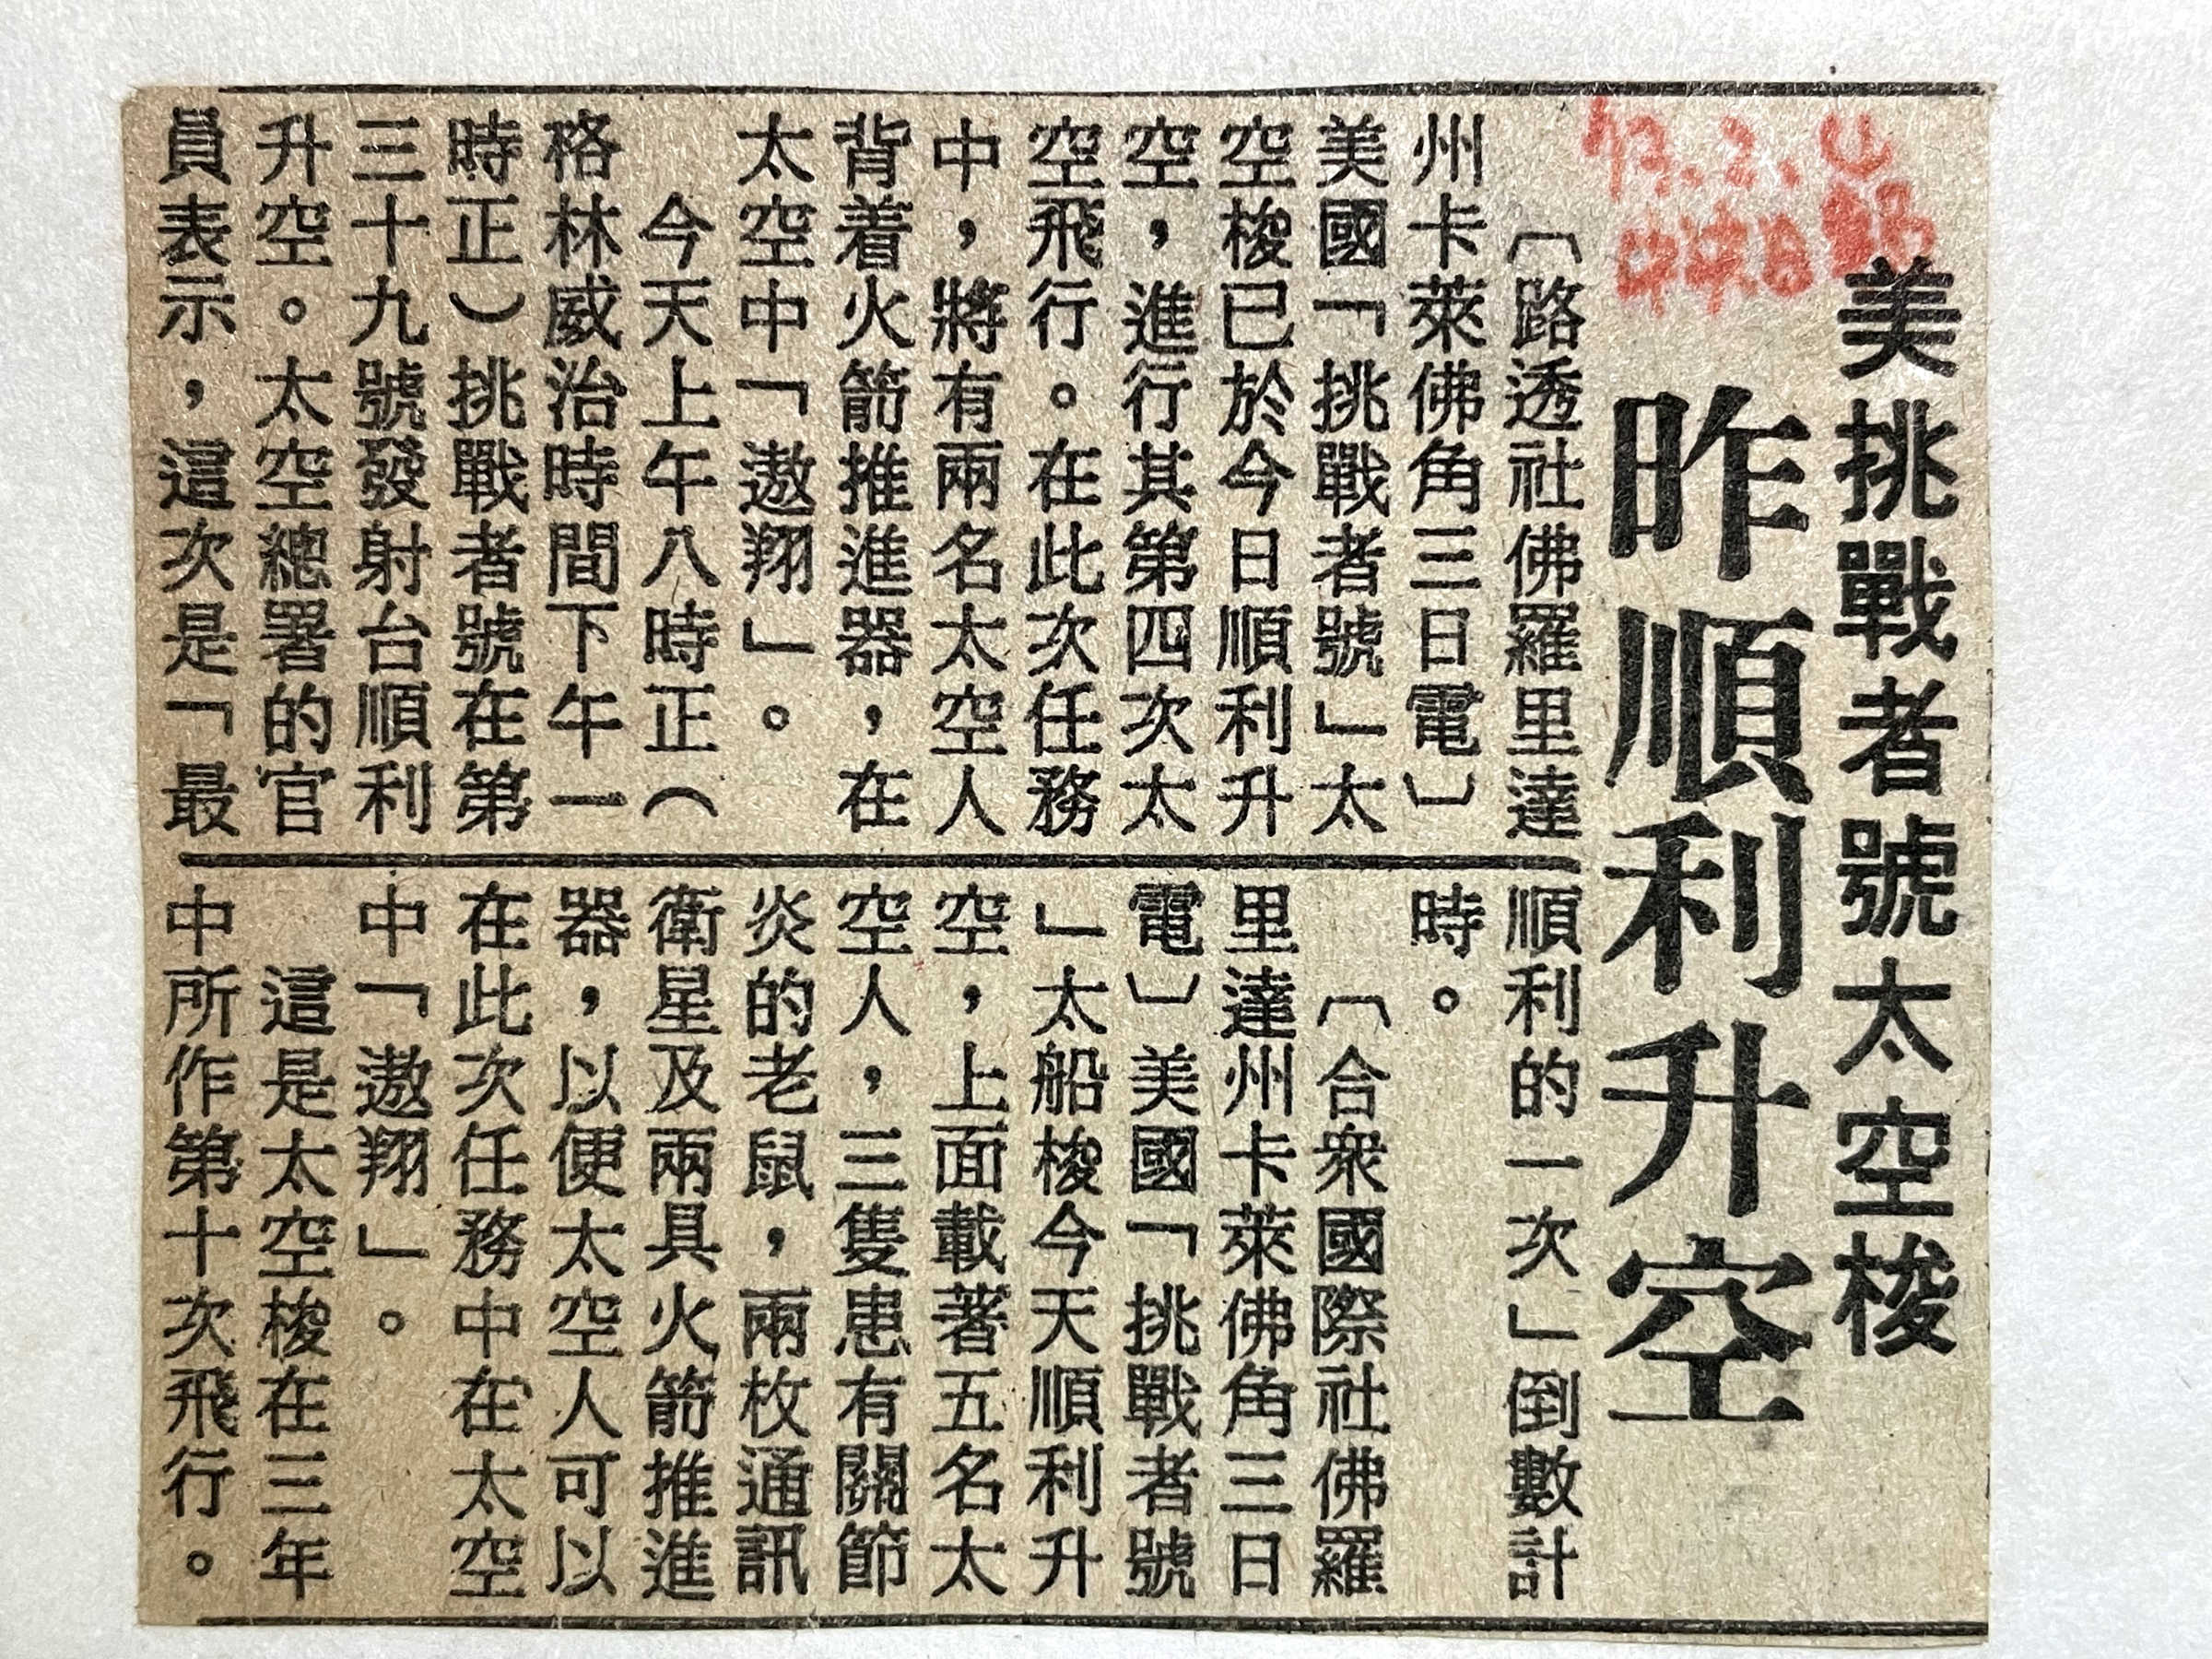 73.2.4
中央日報
美挑戰者號太空梭
昨順利升空
〔路透社佛羅里達
州卡萊佛角三日電〕
美國「挑戰者號」太
空梭已於今日順利升
空，進行其第四次太
空飛行。在此次任務
中，將有兩名太空人
背着火箭推進器，在
太空中「遨翔」。
今天上午八時正（
格林威治時間下午一
時正）挑戰者號在第
三十九號發射台順利
升空。太空總署的官
員表示，這次是「最
順利的一次」倒數計
時。
〔合衆國際社佛羅
里達州卡萊佛角三日
電〕美國「挑戰者號
」太船梭今天順利升
空，上面載著五名太
空人，三隻患有關節
炎的老鼠，兩枚通訊
衛星及兩具火箭推進
器，以便太空人可以
在此次任務中在太空
中「遨翔」。
這是太空梭在三年
中所作第十次飛行。